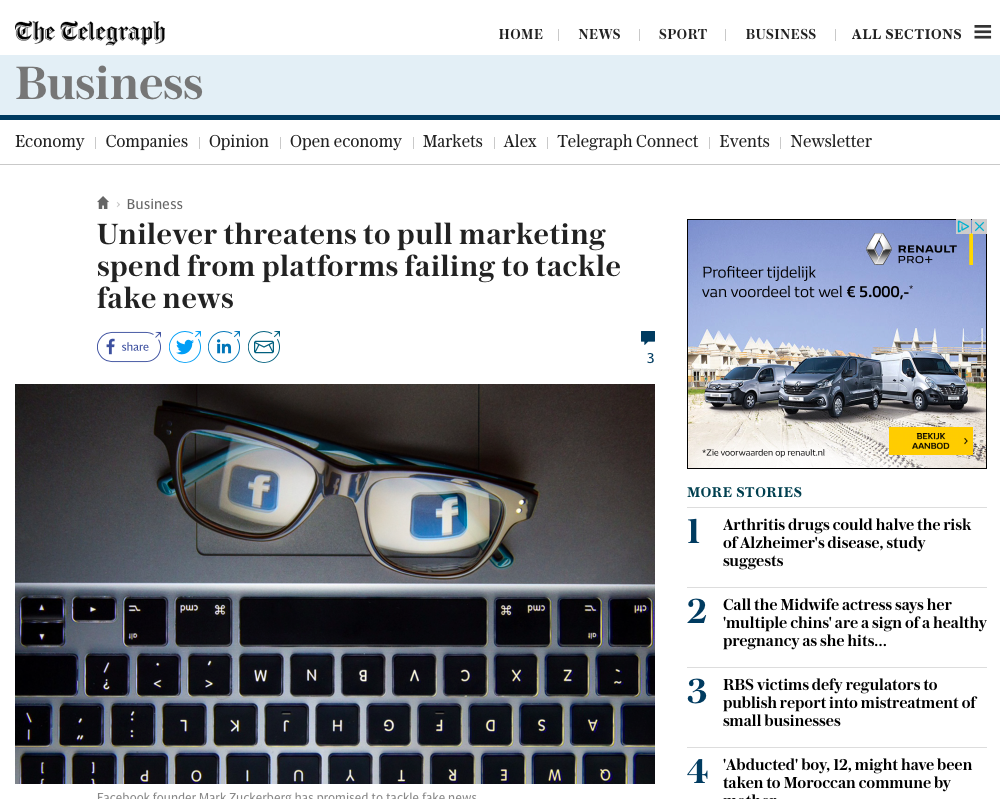 The Telegraph
HOME
NEWS
SPORT
BUSINESS
ALL SECTIONS
Business
Economy
Companies
Opinion
Open economy
Markets
Alex
Telegraph Connect
Events
Newsletter
Business
Unilever threatens to pull marketing
spend from platforms failing to tackle
fake news
share
in
3
RENAULT
PRO+
Profiteer tijdelijk
van voordeel tot wel € 5.000,-*
BEKIJK
AANBOD
*Zie voorwaarden op renault.nl
MORE STORIES
1
Arthritis drugs could halve the risk
of Alzheimer's disease, study
suggests
2
Call the Midwife actress says her
'multiple chins' are a sign of a healthy
pregnancy as she hits...
3
RBS victims defy regulators to
publish report into mistreatment of
small businesses
4
'Abducted' boy, 12, might have been
taken to Moroccan commune by
mother
f
f
cmd
cmd
ctrl
M N B V C X Z
L K J H G F D S A
P O I U Y T R E W Q
Facebook founder Mark Zuckerberg has promised to tackle fake news